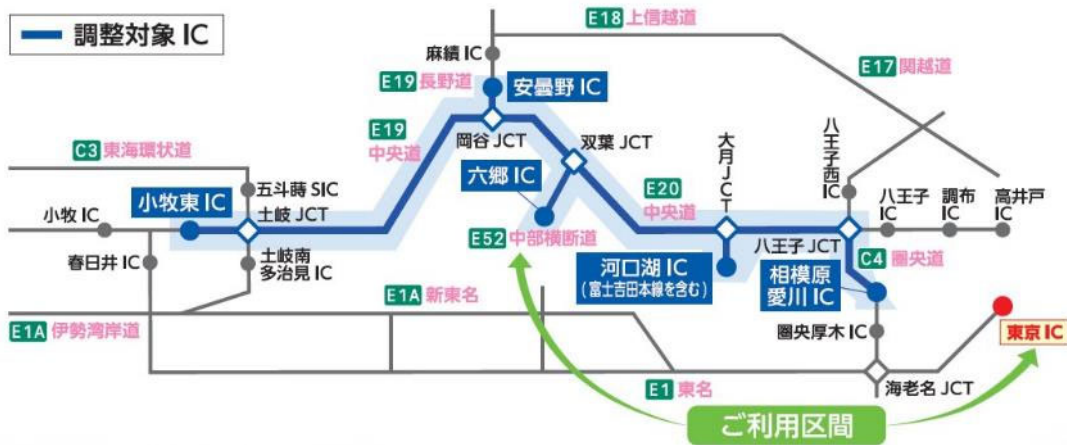 調整対象 IC
E18 上信越道
麻績 IC
E17 関越道
E19 長野道
安曇野 IC
E19
中央道
岡谷 JCT
双葉 JCT
大月JCT
八王子西IC
C3 東海環状道
五斗蒔 SIC
六郷 IC
E20
中央道
八王子
IC
調布
IC
高井戸
IC
小牧東 IC
小牧 IC
土岐 JCT
八王子 JCT
E52 中部横断道
C4 圏央道
春日井 IC
土岐南
多治見 IC
河口湖 IC
(富士吉田本線を含む)
相模原
愛川 IC
E1A 新東名
E1A 伊勢湾岸道
圏央厚木 IC
東京 IC
E1 東名
海老名 JCT
ご利用区間